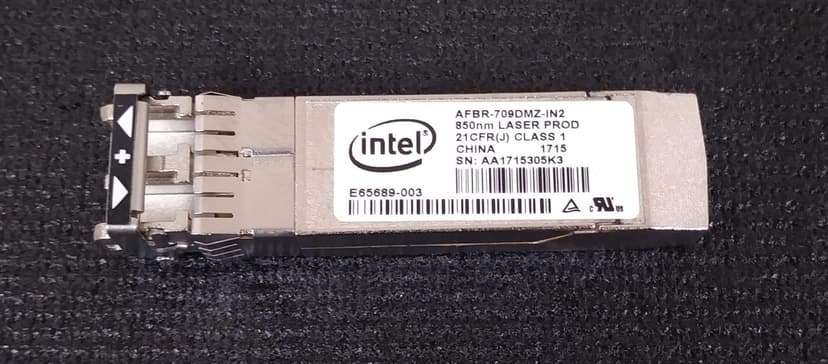 intel
E65689-003
AFBR-709DMZ-IN2
850nm LASER PROD
21CFR(J) CLASS 1
CHINA 1715
SN: AA1715305K3